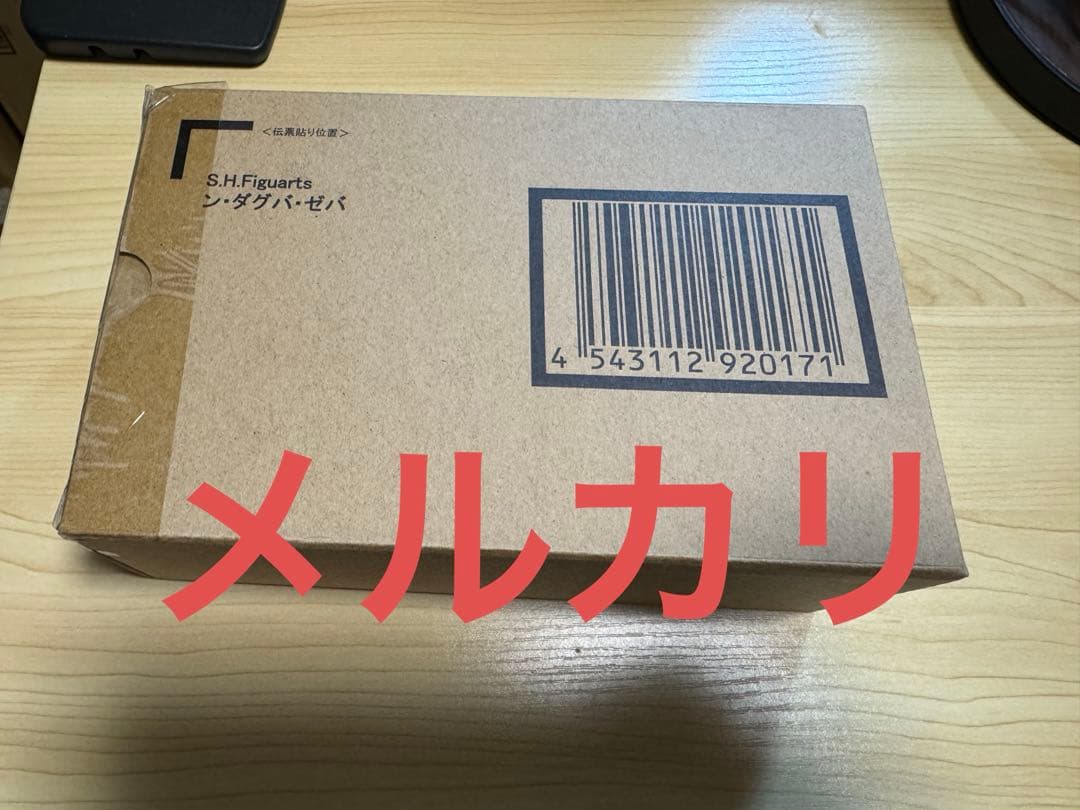 ＜伝票貼り位置＞
S.H.Figuarts
ン・ダグバ・ゼバ
4 543112 920171
メルカリ